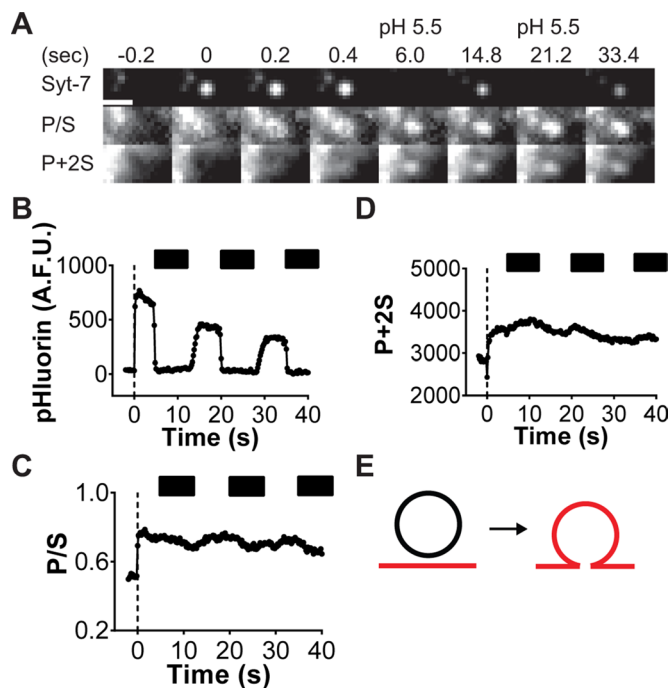 A
pH 5.5 pH 5.5
(sec) -0.2 0 0.2 0.4 6.0 14.8 21.2 33.4
Syt-7
P/S
P+2S
B
pHluorin (A.F.U.)
1000
500
0
0 10 20 30 40
Time (s)
D
P+2S
5000
4000
3000
2000
0 10 20 30 40
Time (s)
C
P/S
1.0
0.6
0.2
0 10 20 30 40
Time (s)
E